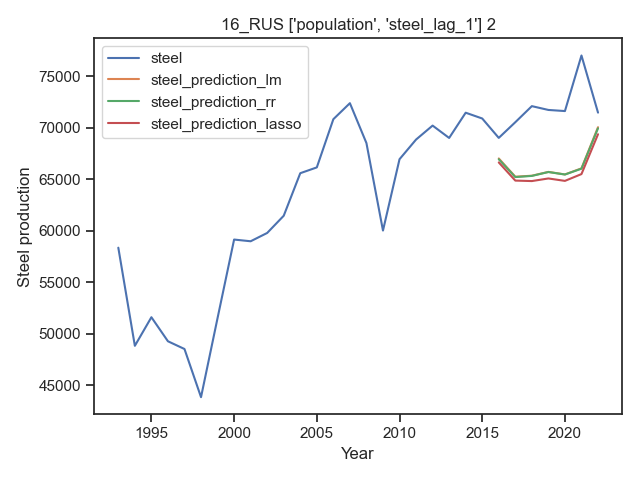 16_RUS ['population', 'steel_lag_1'] 2
steel
steel_prediction_lm
steel_prediction_rr
steel_prediction_lasso
75000
70000
65000
60000
55000
50000
45000
Steel production
1995 2000 2005 2010 2015 2020
Year